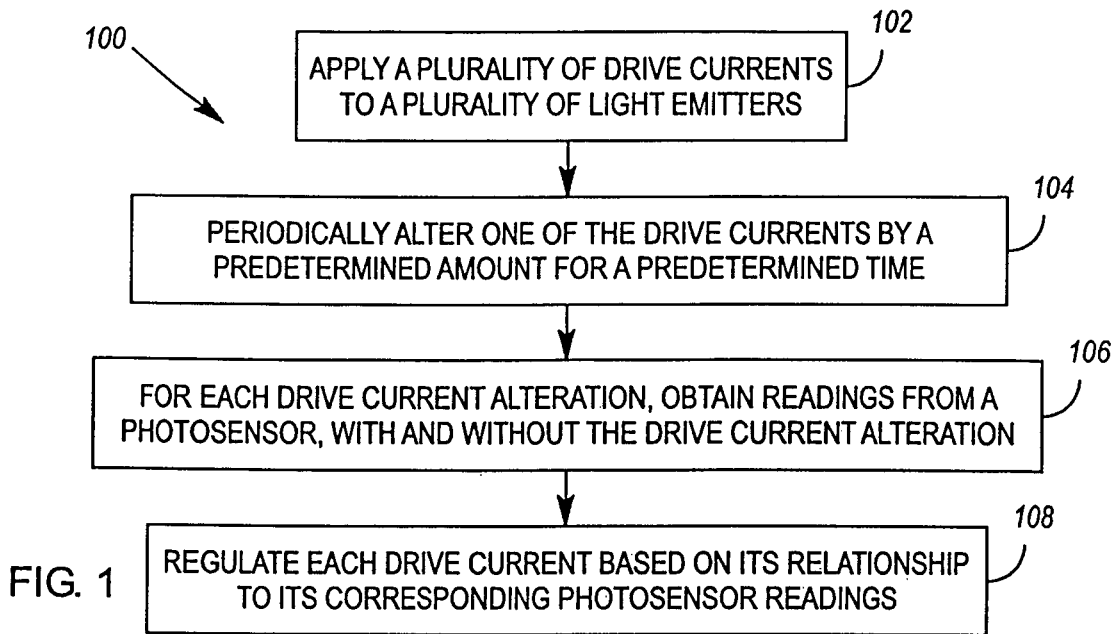 100
102
APPLY A PLURALITY OF DRIVE CURRENTS
TO A PLURALITY OF LIGHT EMITTERS
104
PERIODICALLY ALTER ONE OF THE DRIVE CURRENTS BY A
PREDETERMINED AMOUNT FOR A PREDETERMINED TIME
106
FOR EACH DRIVE CURRENT ALTERATION, OBTAIN READINGS FROM A
PHOTOSENSOR, WITH AND WITHOUT THE DRIVE CURRENT ALTERATION
108
REGULATE EACH DRIVE CURRENT BASED ON ITS RELATIONSHIP
TO ITS CORRESPONDING PHOTOSENSOR READINGS
FIG. 1